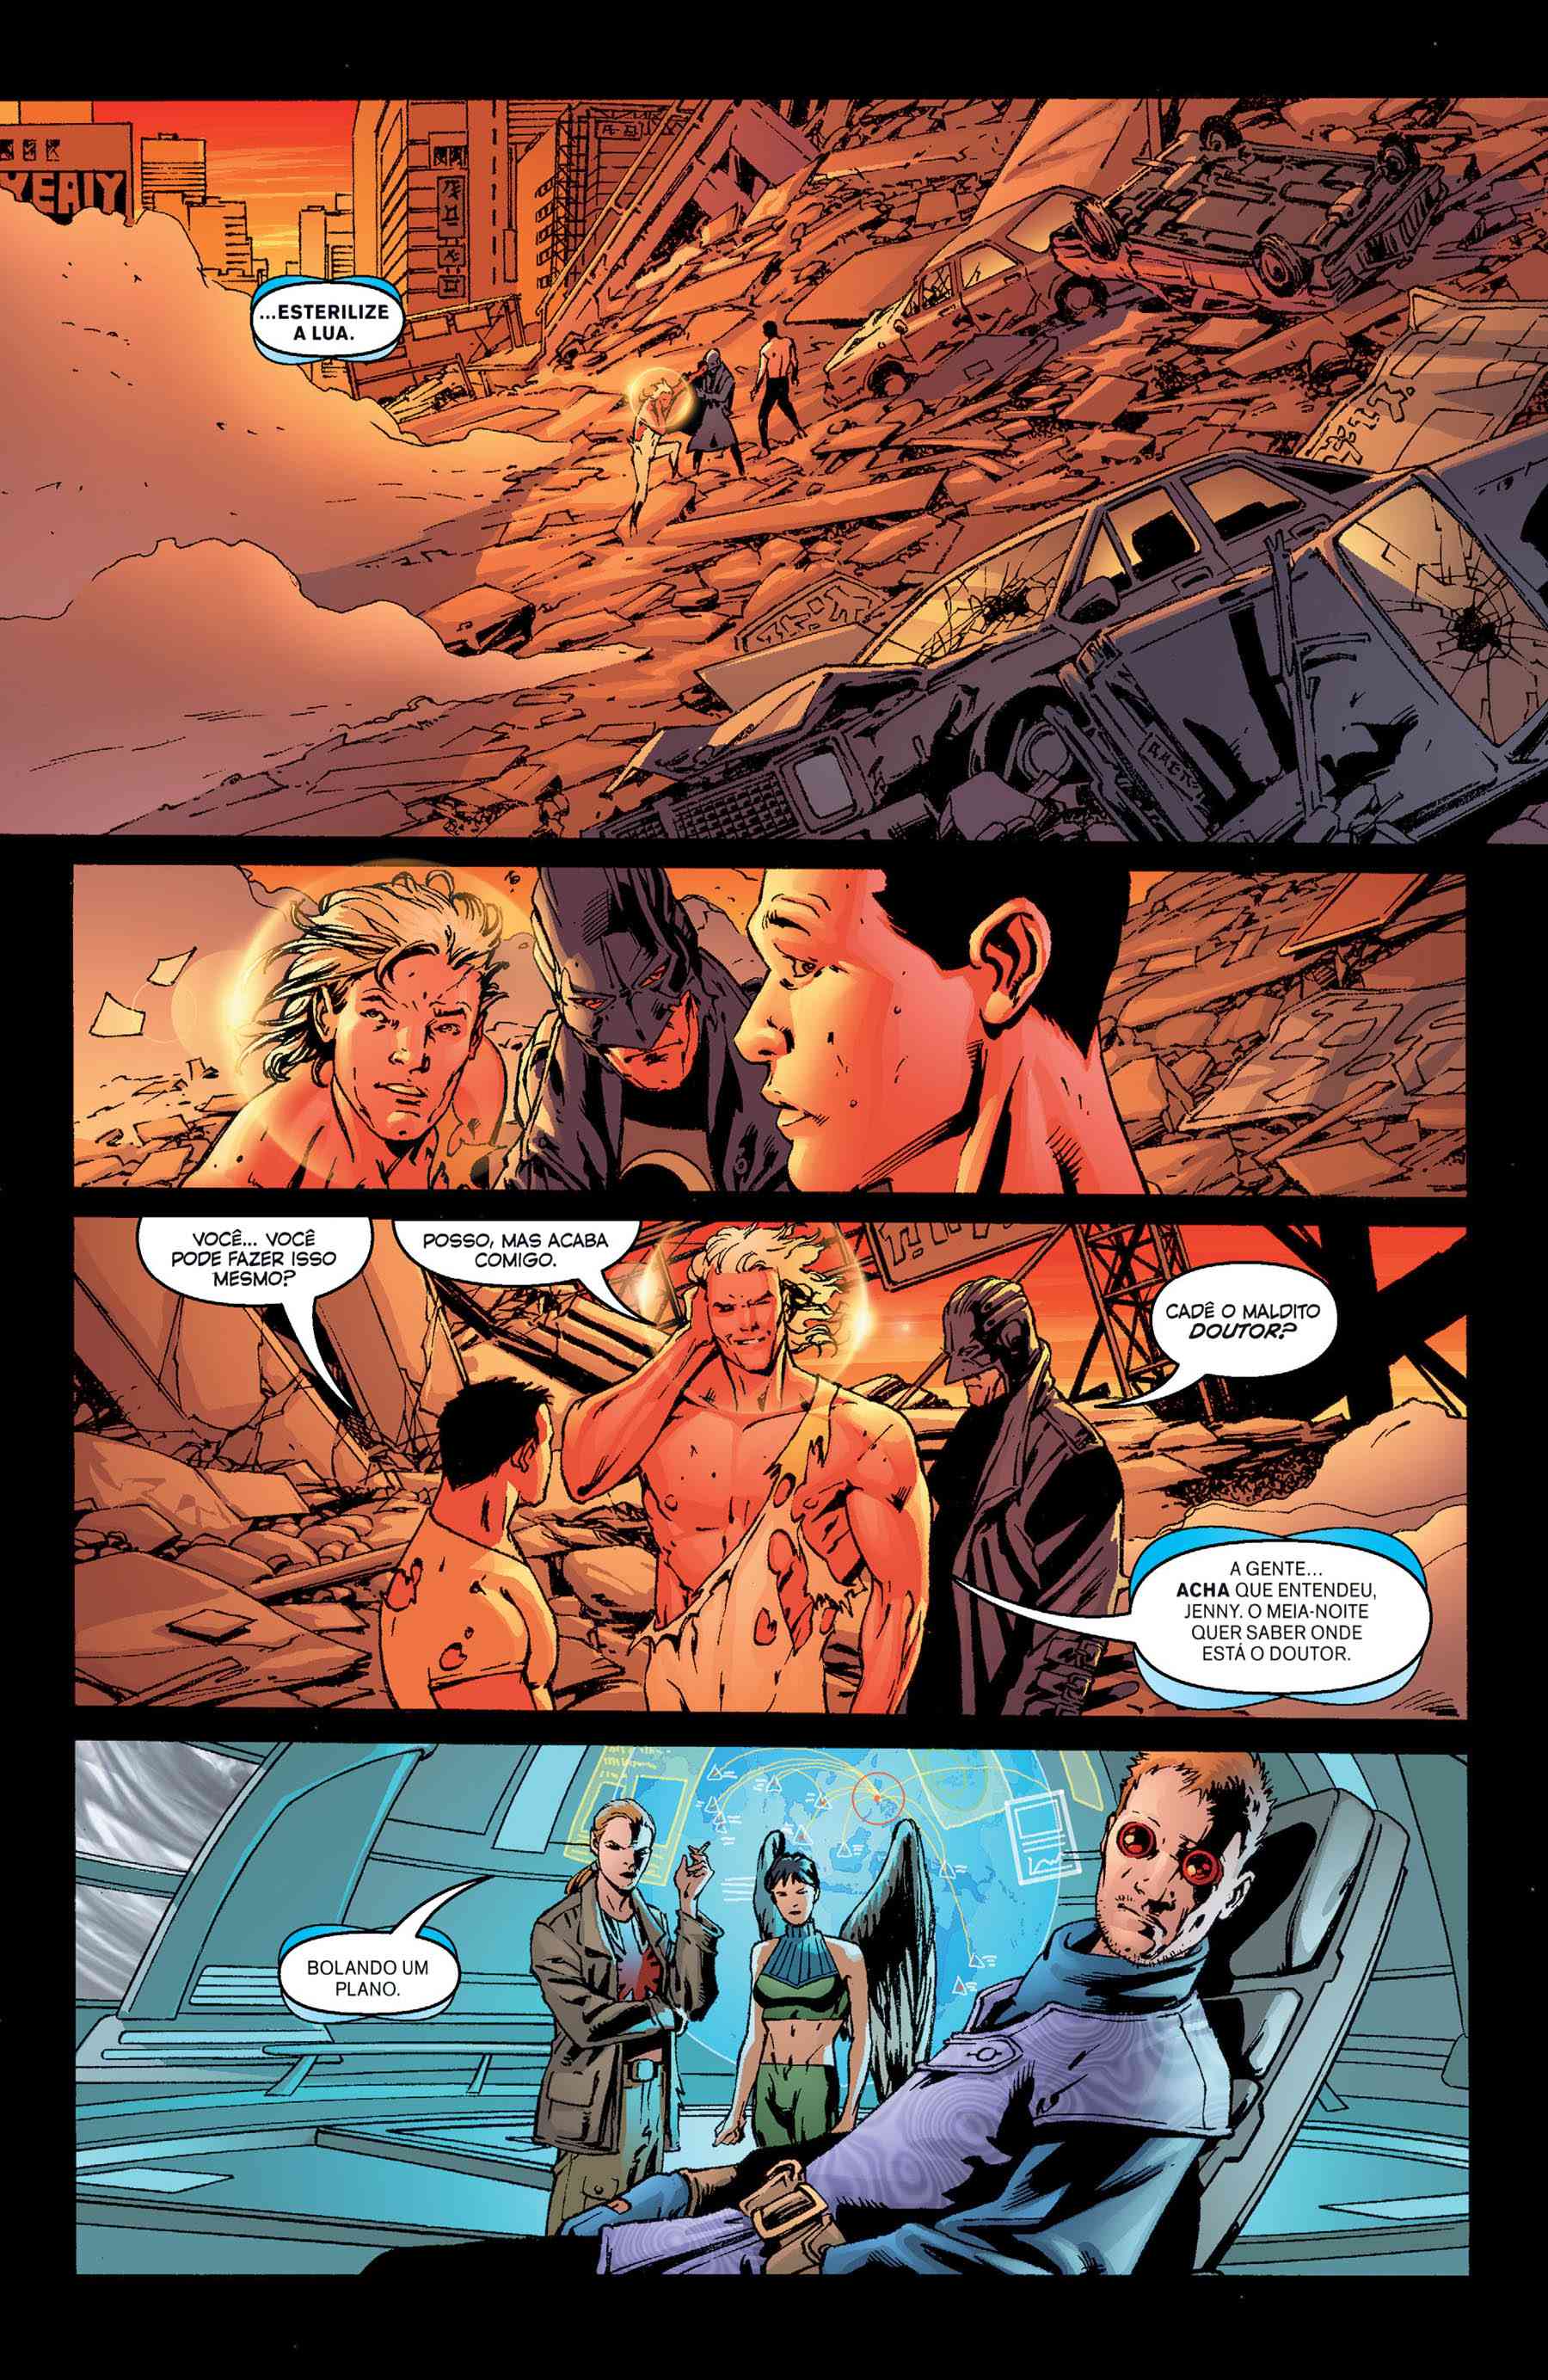 YERLY
...ESTERILIZE
A LUA.
VOCÊ... VOCÊ
PODE FAZER ISSO
MESMO?
POSSO, MAS ACABA
COMIGO.
CADÊ O MALDITO
DOUTOR?
A GENTE...
ACHA QUE ENTENDEU,
JENNY. O MEIA-NOITE
QUER SABER ONDE
ESTÁ O DOUTOR.
BOLANDO UM
PLANO.